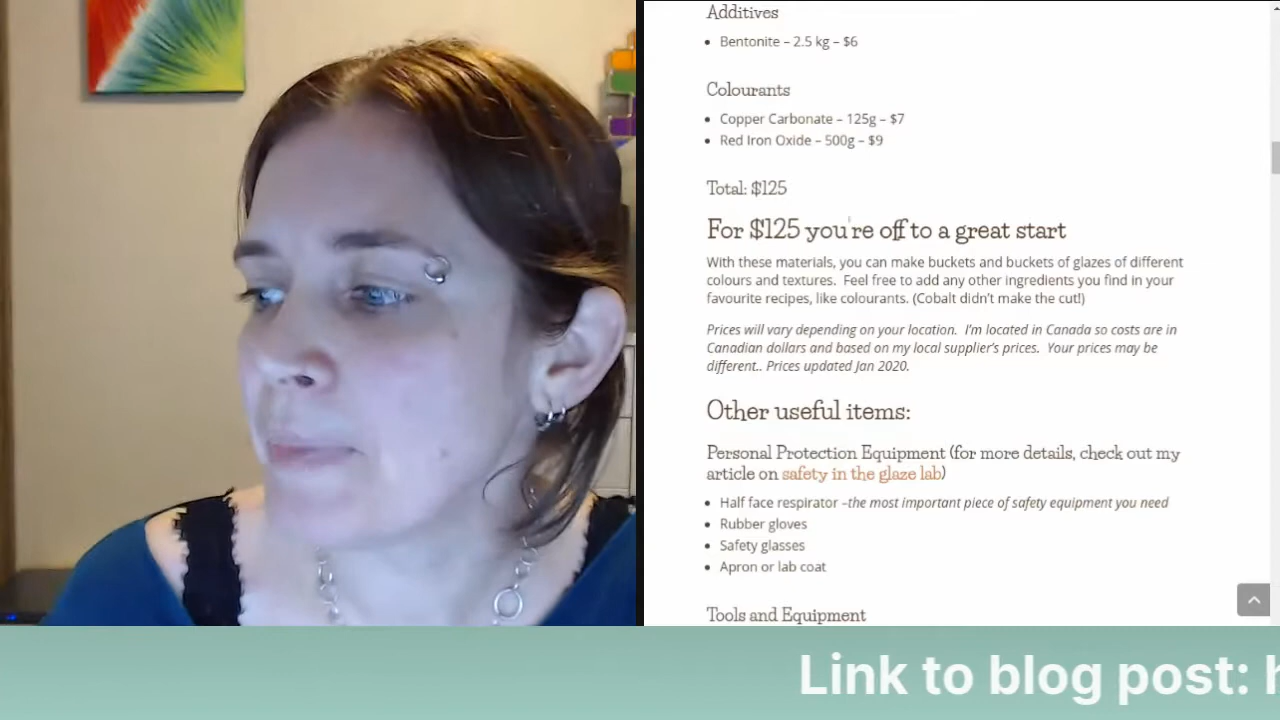 Additives
• Bentonite – 2.5 kg – $6
Colourants
• Copper Carbonate – 125g – $7
• Red Iron Oxide – 500g – $9
Total: $125
For $125 you're off to a great start
With these materials, you can make buckets and buckets of glazes of different
colours and textures.  Feel free to add any other ingredients you find in your
favourite recipes, like colourants. (Cobalt didn't make the cut!)
Prices will vary depending on your location.  I'm located in Canada so costs are in
Canadian dollars and based on my local supplier's prices.  Your prices may be
different.. Prices updated Jan 2020.
Other useful items:
Personal Protection Equipment (for more details, check out my
article on safety in the glaze lab)
• Half face respirator –the most important piece of safety equipment you need
• Rubber gloves
• Safety glasses
• Apron or lab coat
Tools and Equipment
Link to blog post: h